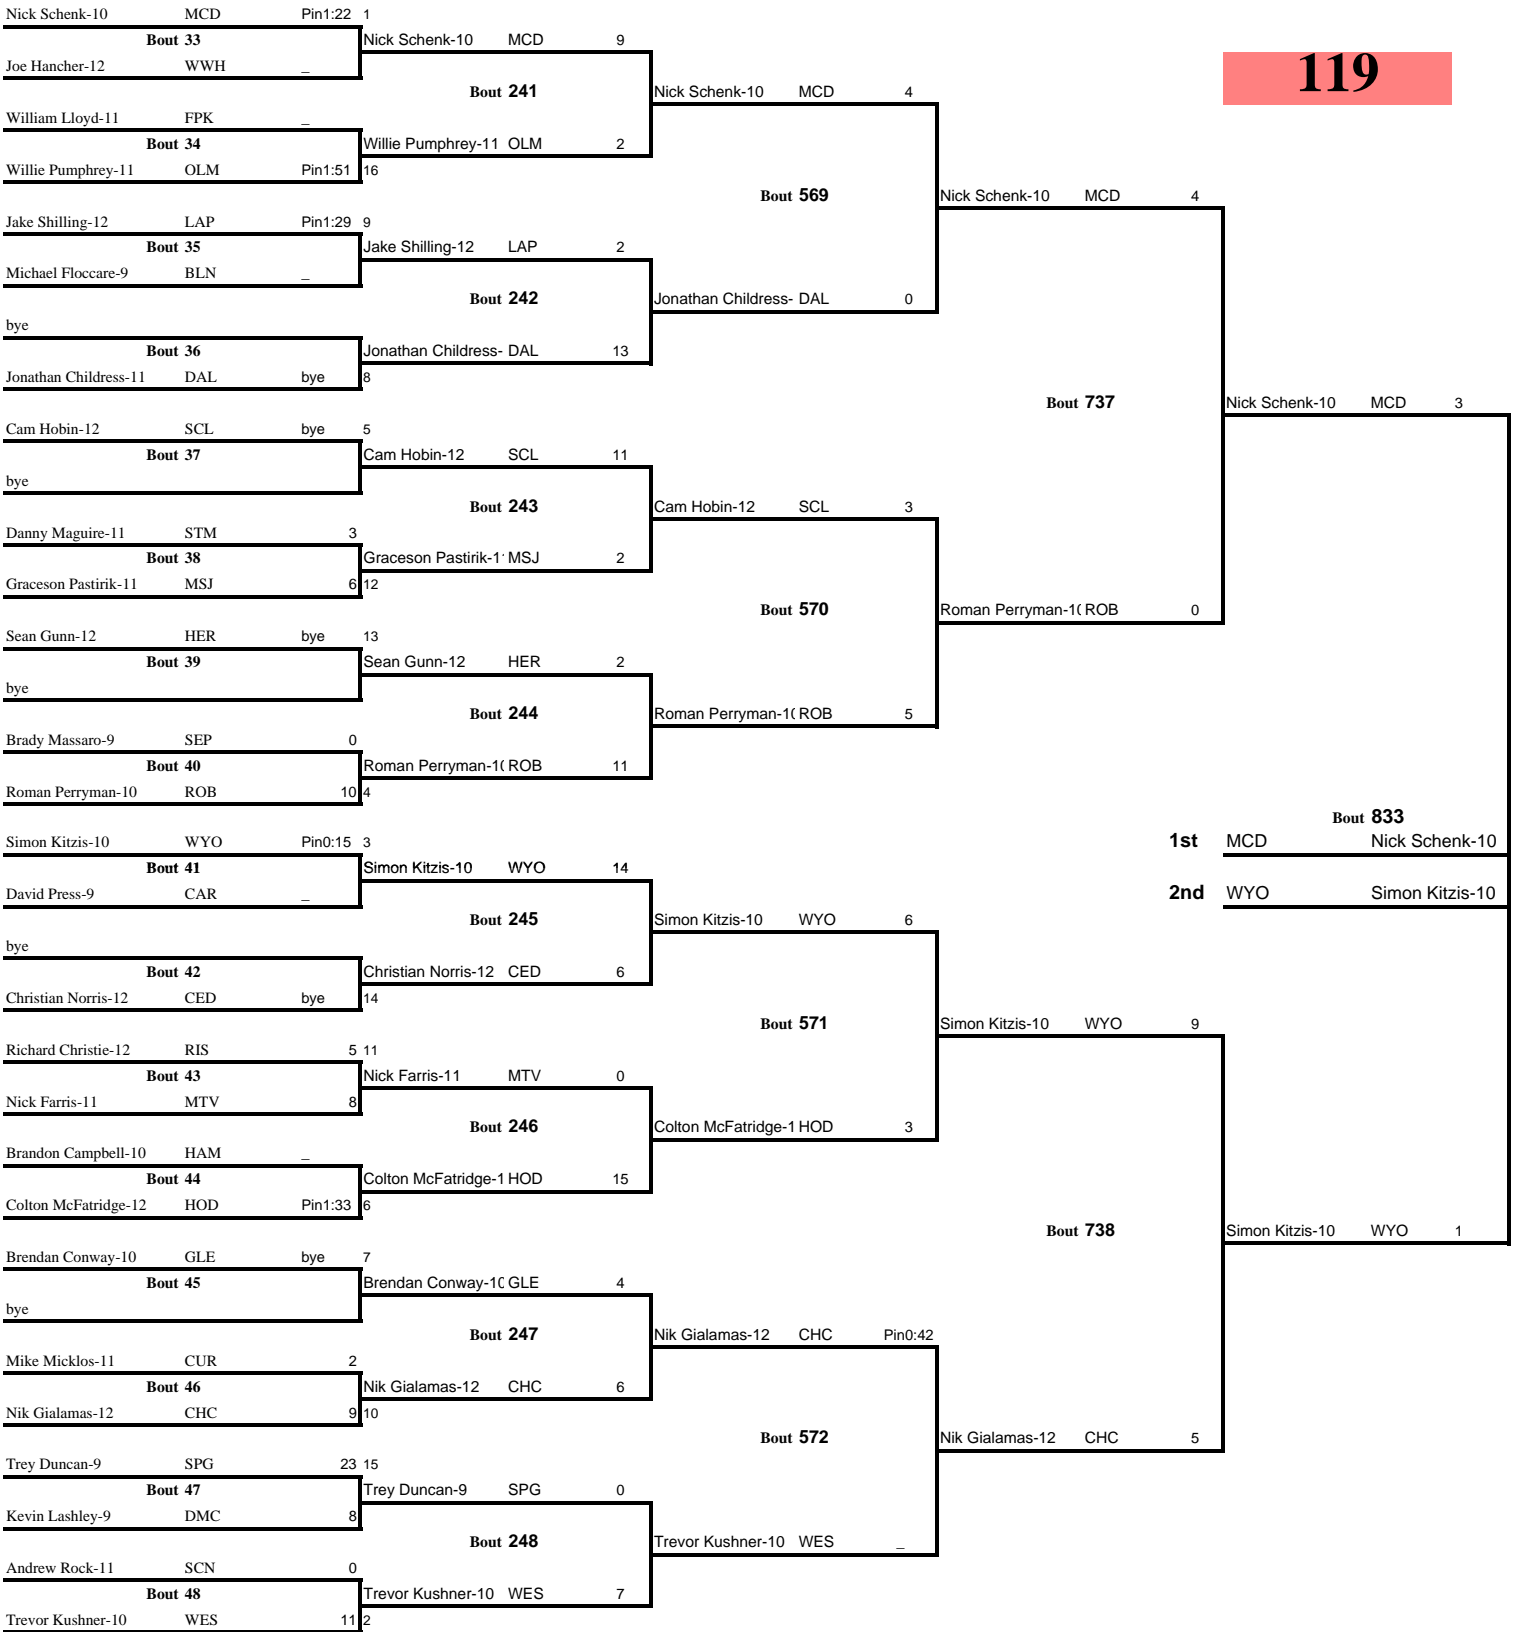 Nick Schenk-10 MCD Pin1:22 1
Bout 33 Nick Schenk-10 MCD 9
Joe Hancher-12 WWH _
119
Bout 241 Nick Schenk-10 MCD 4
William Lloyd-11 FPK _
Bout 34 Willie Pumphrey-11 OLM 2
Willie Pumphrey-11 OLM Pin1:51 16
Bout 569 Nick Schenk-10 MCD 4
Jake Shilling-12 LAP Pin1:29 9
Bout 35 Jake Shilling-12 LAP 2
Michael Floccare-9 BLN _
Bout 242 Jonathan Childress- DAL 0
bye
Bout 36 Jonathan Childress- DAL 13
Jonathan Childress-11 DAL bye 8
Bout 737 Nick Schenk-10 MCD 3
Cam Hobin-12 SCL bye 5
Bout 37 Cam Hobin-12 SCL 11
bye
Bout 243 Cam Hobin-12 SCL 3
Danny Maguire-11 STM 3
Bout 38 Graceson Pastirik-1 MSJ 2
Graceson Pastirik-11 MSJ 6 12
Bout 570 Roman Perryman-1( ROB 0
Sean Gunn-12 HER bye 13
Bout 39 Sean Gunn-12 HER 2
bye
Bout 244 Roman Perryman-1( ROB 5
Brady Massaro-9 SEP 0
Bout 40 Roman Perryman-1( ROB 11
Roman Perryman-10 ROB 10 4
Bout 833
Simon Kitzis-10 WYO Pin0:15 3
1st MCD Nick Schenk-10
Bout 41 Simon Kitzis-10 WYO 14
David Press-9 CAR _
2nd WYO Simon Kitzis-10
Bout 245 Simon Kitzis-10 WYO 6
bye
Bout 42 Christian Norris-12 CED 6
Christian Norris-12 CED bye 14
Bout 571 Simon Kitzis-10 WYO 9
Richard Christie-12 RIS 5 11
Bout 43 Nick Farris-11 MTV 0
Nick Farris-11 MTV 8
Bout 246 Colton McFatridge-1 HOD 3
Brandon Campbell-10 HAM _
Bout 44 Colton McFatridge-1 HOD 15
Colton McFatridge-12 HOD Pin1:33 6
Bout 738 Simon Kitzis-10 WYO 1
Brendan Conway-10 GLE bye 7
Bout 45 Brendan Conway-1( GLE 4
bye
Bout 247 Nik Gialamas-12 CHC Pin0:42
Mike Micklos-11 CUR 2
Bout 46 Nik Gialamas-12 CHC 6
Nik Gialamas-12 CHC 9 10
Bout 572 Nik Gialamas-12 CHC 5
Trey Duncan-9 SPG 23 15
Bout 47 Trey Duncan-9 SPG 0
Kevin Lashley-9 DMC 8
Bout 248 Trevor Kushner-10 WES _
Andrew Rock-11 SCN 0
Bout 48 Trevor Kushner-10 WES 7
Trevor Kushner-10 WES 11 2